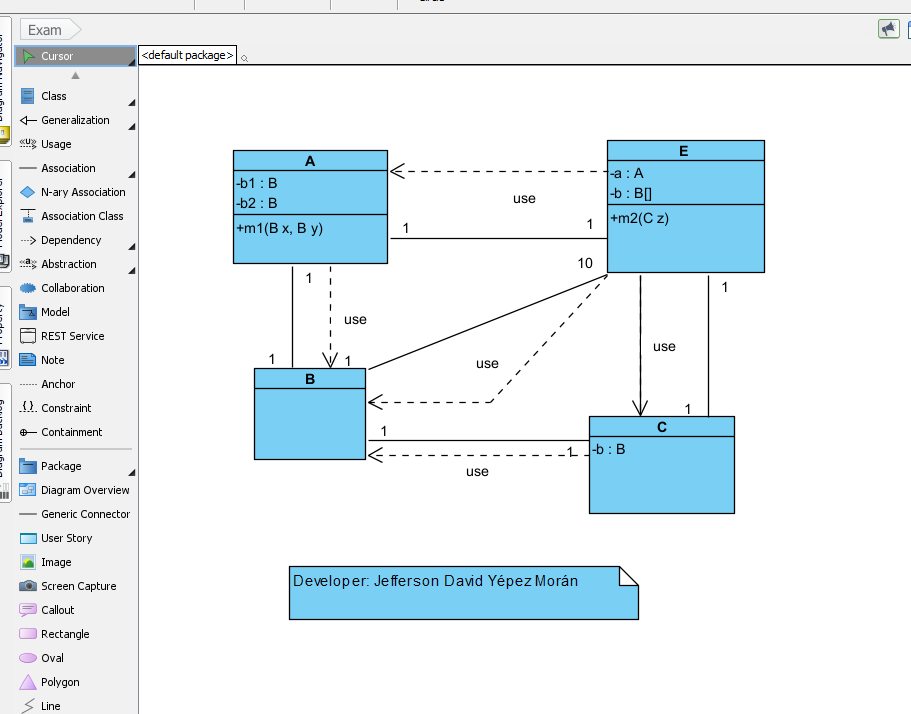 Exam
Cursor
<default package>
Class
Generalization
Usage
Association
N-ary Association
Association Class
Dependency
Abstraction
Collaboration
Model
REST Service
Note
Anchor
Constraint
Containment
Package
Diagram Overview
Generic Connector
User Story
Image
Screen Capture
Callout
Rectangle
Oval
Polygon
Line
A
-b1 : B
-b2 : B
+m1(B x, B y)
E
-a : A
-b : B[]
+m2(C z)
use
1
1
10
1
use
1
1
1
use
use
1
B
C
-b : B
1
1
use
Developer: Jefferson David Yépez Morán